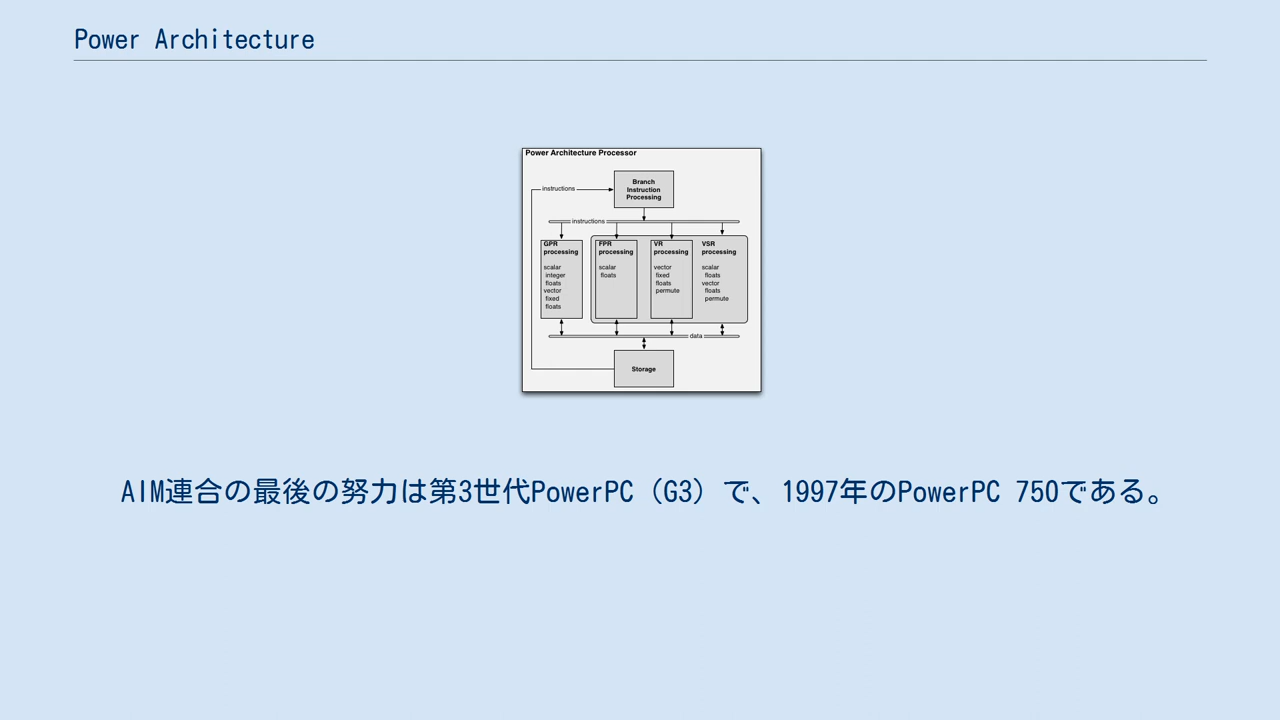 Power Architecture
Power Architecture Processor
Branch
Instruction
Processing
instructions
instructions
GPR
processing
scalar
integer
floats
vector
fixed
floats
FPR
processing
scalar
floats
VR
processing
vector
fixed
floats
permute
VSR
processing
scalar
floats
vector
floats
permute
data
Storage
AIM連合の最後の努力は第3世代PowerPC（G3）で、1997年のPowerPC 750である。